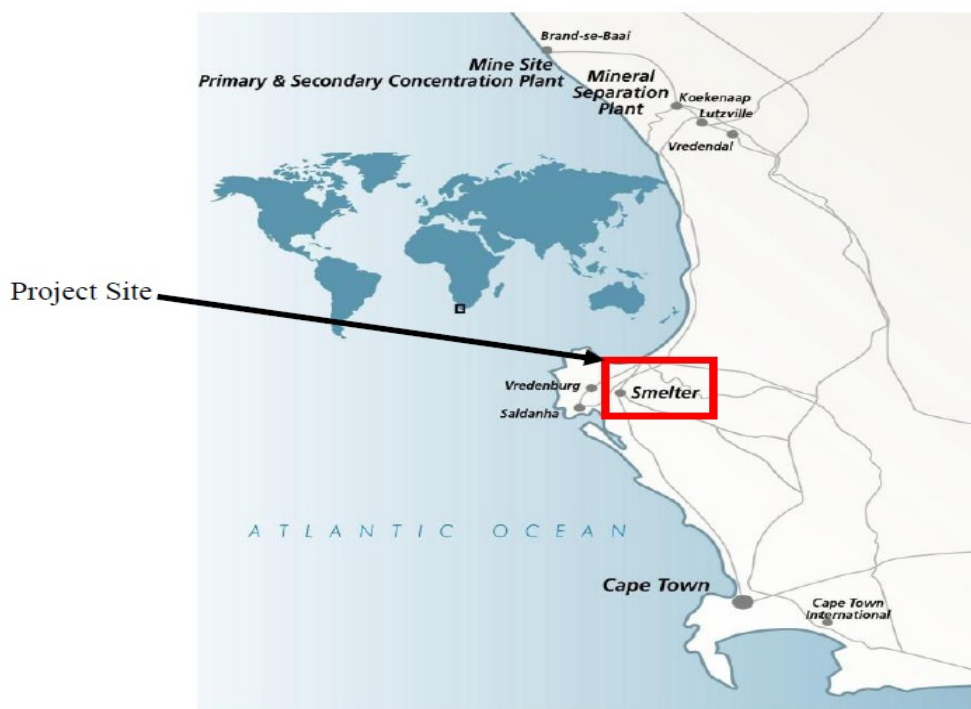 Brand-se-Baai
Mine Site
Primary & Secondary Concentration Plant
Mineral
Separation
Plant
Koekenaap
Lutzville
Vredendal
Project Site
Vredenburg
Smelter
Saldanha
ATLANTIC OCEAN
Cape Town
Cape Town
International